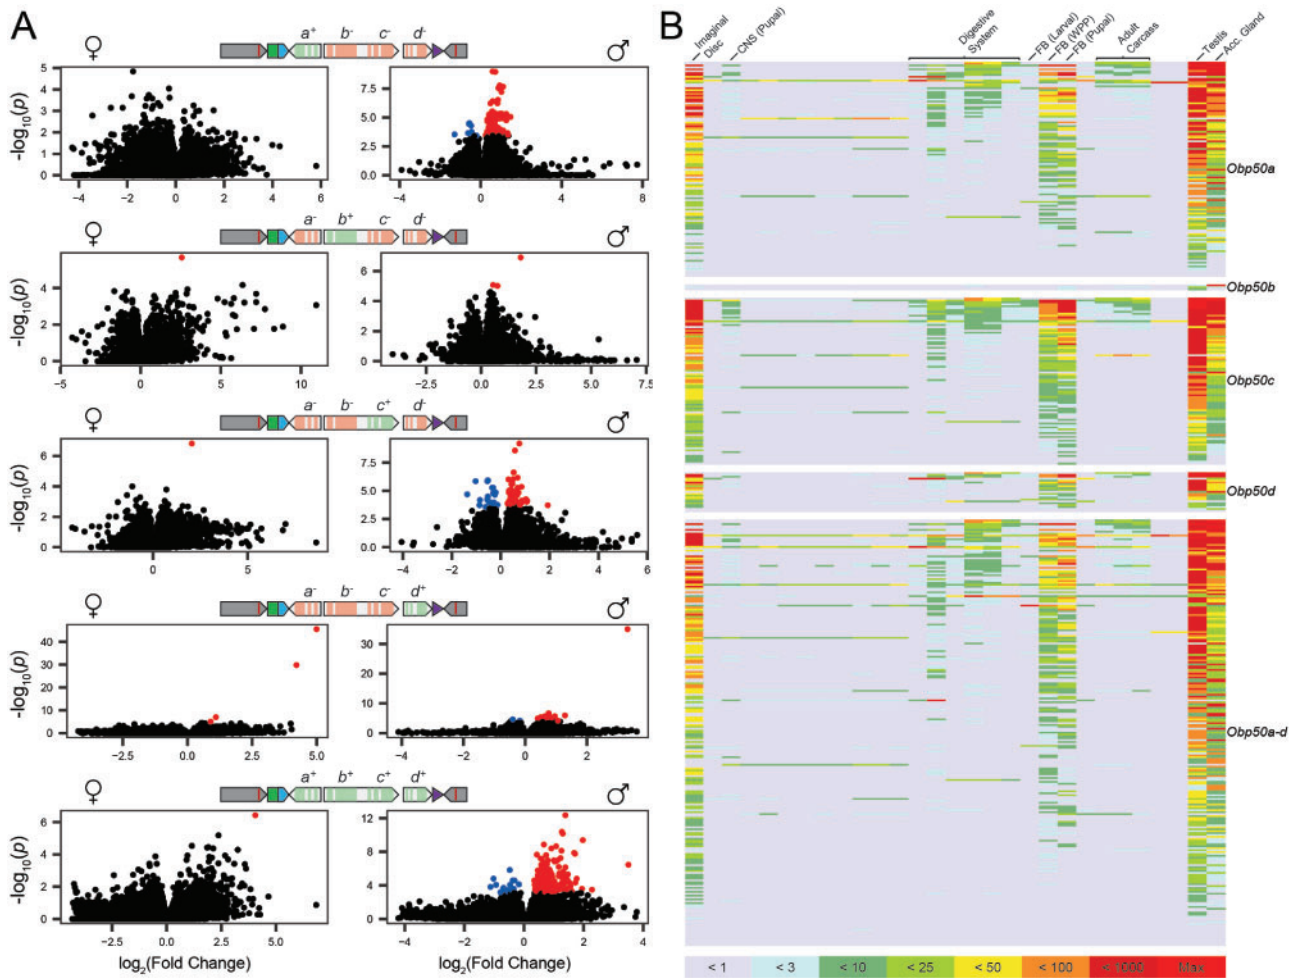 A
♀ a⁺ b⁻ c⁻ d⁻ ♂
5
4
3
2
1
0
-log₁₀(p)
−4 −2 0 2 4 6
7.5
5.0
2.5
0.0
−4 0 4 8
♀ a⁻ b⁺ c⁻ d⁻ ♂
4
2
0
-log₁₀(p)
−5 0 5 10
6
4
2
0
−2.5 0.0 2.5 5.0 7.5
♀ a⁻ b⁻ c⁺ d⁻ ♂
6
4
2
0
-log₁₀(p)
0 5
7.5
5.0
2.5
0.0
−4 −2 0 2 4 6
♀ a⁻ b⁻ d⁺ ♂
40
30
20
10
0
-log₁₀(p)
−2.5 0.0 2.5 5.0
30
20
10
0
−4 −2 0 2
♀ a⁺ b⁺ c⁺ d⁺ ♂
6
4
2
0
-log₁₀(p)
−2.5 0.0 2.5 5.0
12
8
4
0
−4 −2 0 2 4
log₂(Fold Change) log₂(Fold Change)
B
Imaginal
Disc
CNS (Pupal)
Digestive
System
FB (Larval)
FB (WPP)
FB (Pupal)
Adult
Carcass
Testis
Acc. Gland
Obp50a
Obp50b
Obp50c
Obp50d
Obp50a-d
< 1 < 3 < 10 < 25 < 50 < 100 < 1000 Max